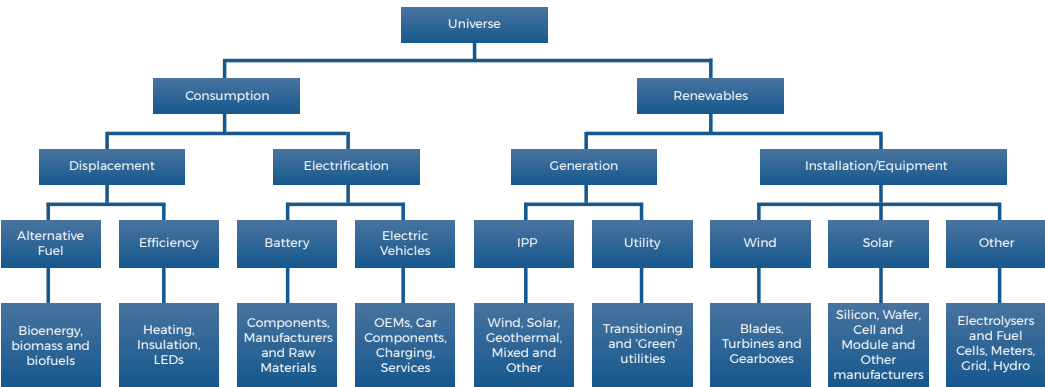 Universe
Consumption
Renewables
Displacement
Electrification
Generation
Installation/Equipment
Alternative
Fuel
Efficiency
Battery
Electric
Vehicles
IPP
Utility
Wind
Solar
Other
Bioenergy,
biomass and
biofuels
Heating,
Insulation,
LEDs
Components,
Manufacturers
and Raw
Materials
OEMs, Car
Components,
Charging,
Services
Wind, Solar,
Geothermal,
Mixed and
Other
Transitioning
and ‘Green’
utilities
Blades,
Turbines and
Gearboxes
Silicon, Wafer,
Cell and
Module and
Other
manufacturers
Electrolysers
and Fuel
Cells, Meters,
Grid, Hydro